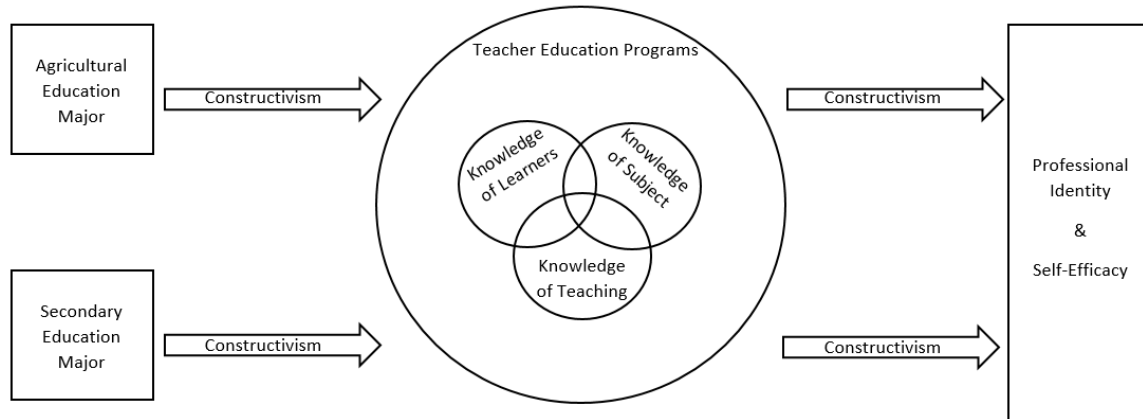 Agricultural
Education
Major
Constructivism
Teacher Education Programs
Constructivism
Knowledge
of Learners
Knowledge
of Subject
Knowledge
of Teaching
Professional
Identity
&
Self-Efficacy
Secondary
Education
Major
Constructivism
Constructivism